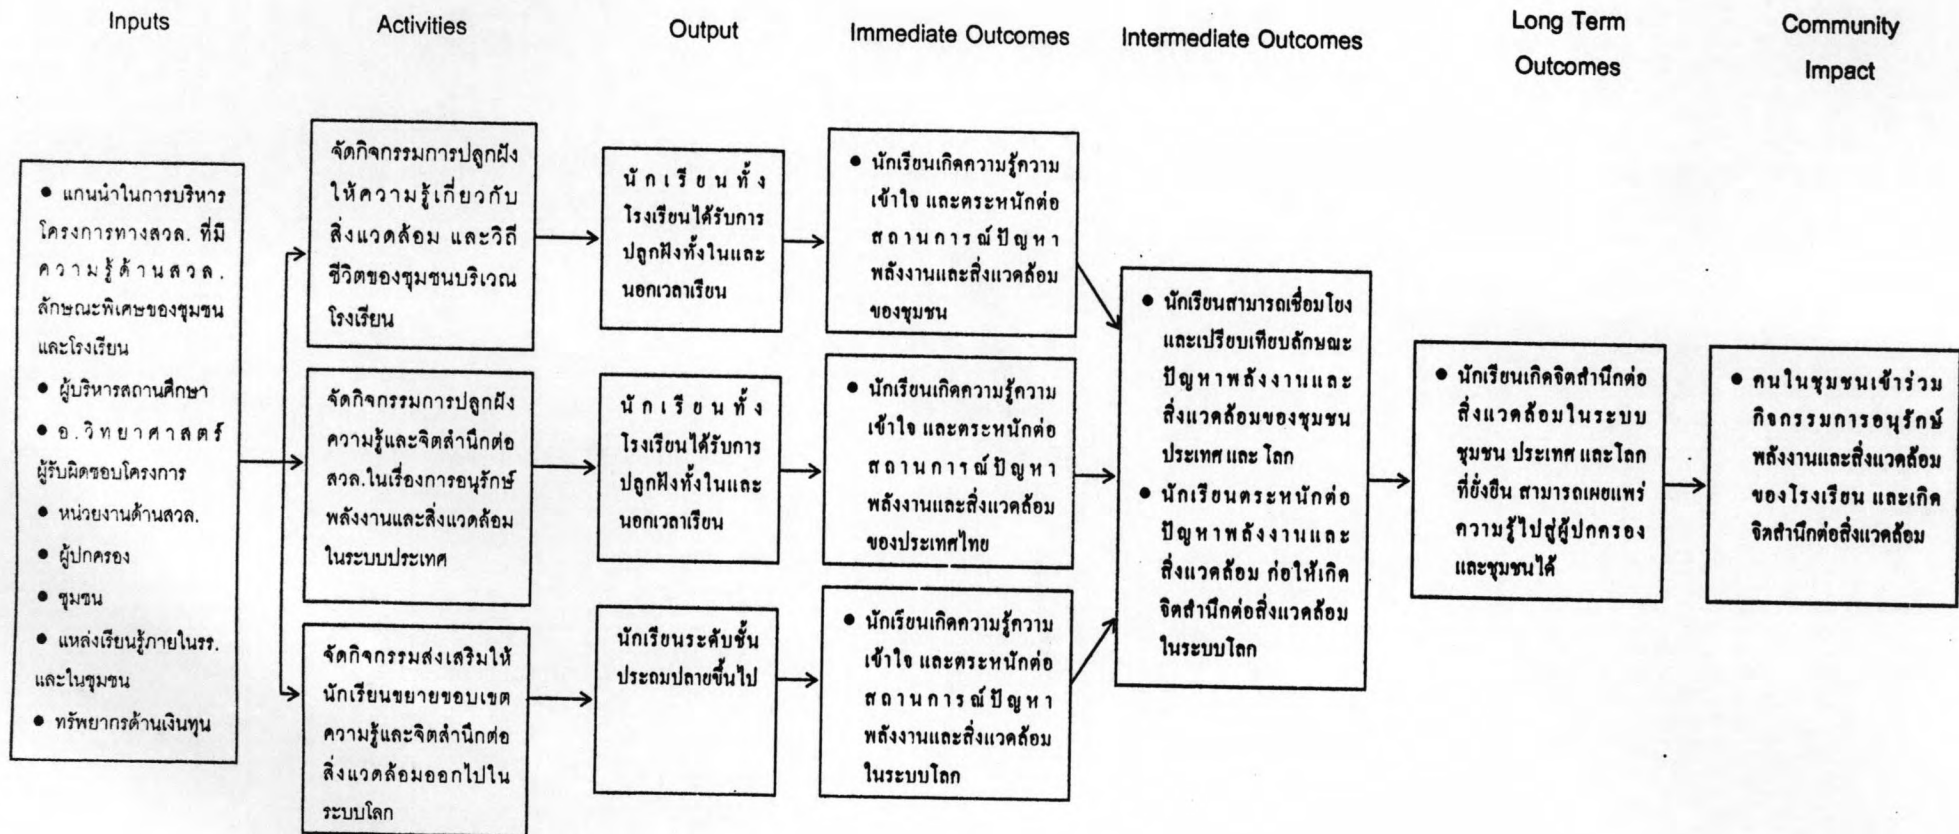 Inputs
Activities
Output
Immediate Outcomes
Intermediate Outcomes
Long Term
Outcomes
Community
Impact
● แกนนำในการบริหาร
โครงการทางสวล. ที่มี
ความรู้ด้านสวล.
ลักษณะพิเศษของชุมชน
และโรงเรียน
● ผู้บริหารสถานศึกษา
● อ.วิทยาศาสตร์
ผู้รับผิดชอบโครงการ
● หน่วยงานด้านสวล.
● ผู้ปกครอง
● ชุมชน
● แหล่งเรียนรู้ภายในรร.
และในชุมชน
● ทรัพยากรด้านเงินทุน
จัดกิจกรรมการปลูกฝัง
ให้ความรู้เกี่ยวกับ
สิ่งแวดล้อม และวิถี
ชีวิตของชุมชนบริเวณ
โรงเรียน
จัดกิจกรรมการปลูกฝัง
ความรู้และจิตสำนึกต่อ
สวล.ในเรื่องการอนุรักษ์
พลังงานและสิ่งแวดล้อม
ในระบบประเทศ
จัดกิจกรรมส่งเสริมให้
นักเรียนขยายขอบเขต
ความรู้และจิตสำนึกต่อ
สิ่งแวดล้อมออกไปใน
ระบบโลก
นักเรียนทั้ง
โรงเรียนได้รับการ
ปลูกฝังทั้งในและ
นอกเวลาเรียน
นักเรียนทั้ง
โรงเรียนได้รับการ
ปลูกฝังทั้งในและ
นอกเวลาเรียน
นักเรียนระดับชั้น
ประถมปลายขึ้นไป
● นักเรียนเกิดความรู้ความ
เข้าใจ และตระหนักต่อ
สถานการณ์ปัญหา
พลังงานและสิ่งแวดล้อม
ของชุมชน
● นักเรียนเกิดความรู้ความ
เข้าใจ และตระหนักต่อ
สถานการณ์ปัญหา
พลังงานและสิ่งแวดล้อม
ของประเทศไทย
● นักเรียนเกิดความรู้ความ
เข้าใจ และตระหนักต่อ
สถานการณ์ปัญหา
พลังงานและสิ่งแวดล้อม
ในระบบโลก
● นักเรียนสามารถเชื่อมโยง
และเปรียบเทียบลักษณะ
ปัญหาพลังงานและ
สิ่งแวดล้อมของชุมชน
ประเทศ และ โลก
● นักเรียนตระหนักต่อ
ปัญหาพลังงานและ
สิ่งแวดล้อม ก่อให้เกิด
จิตสำนึกต่อสิ่งแวดล้อม
ในระบบโลก
● นักเรียนเกิดจิตสำนึกต่อ
สิ่งแวดล้อมในระบบ
ชุมชน ประเทศ และโลก
ที่ยั่งยืน สามารถเผยแพร่
ความรู้ไปสู่ผู้ปกครอง
และชุมชนได้
● คนในชุมชนเข้าร่วม
กิจกรรมการอนุรักษ์
พลังงานและสิ่งแวดล้อม
ของโรงเรียน และเกิด
จิตสำนึกต่อสิ่งแวดล้อม